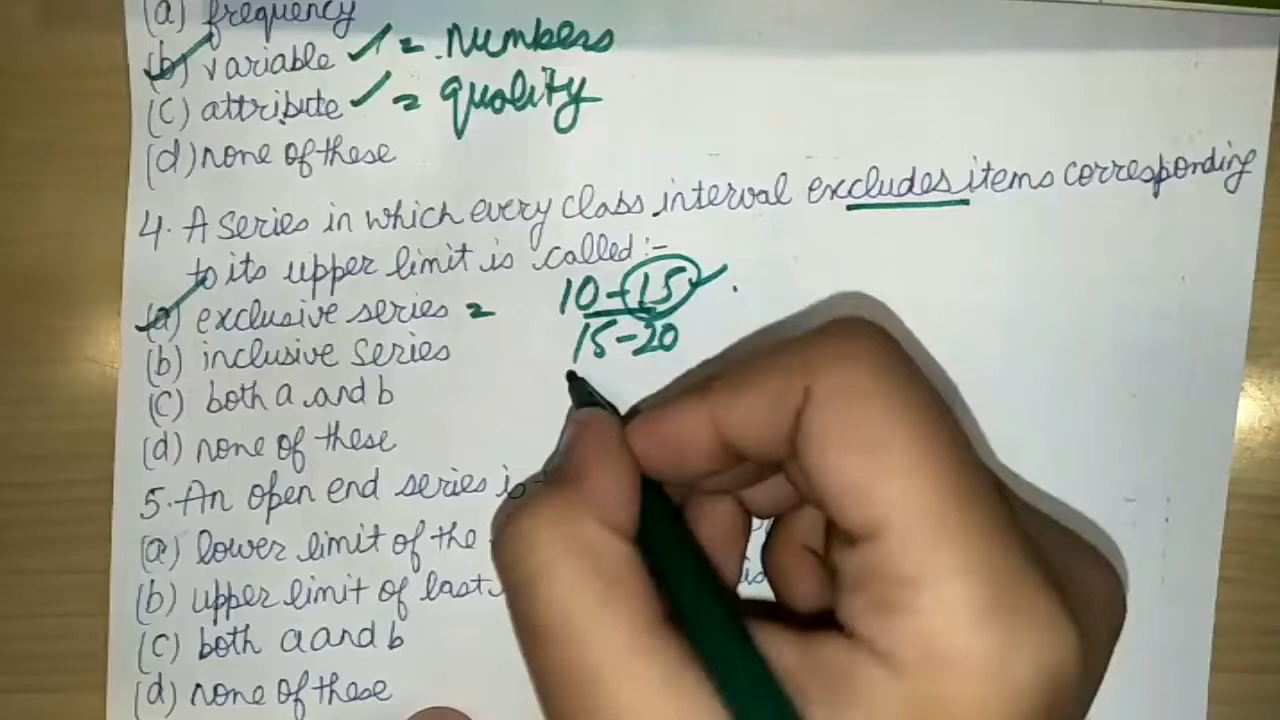 (a) frequency
(b) variable = numbers
(c) attribute = quality
(d) none of these
4. A series in which every class interval excludes items corresponding
to its upper limit is called :-
(a) exclusive series = 10-15
15-20
(b) inclusive series
(c) both a and b
(d) none of these
5. An open end series is
(a) lower limit of the
(b) upper limit of last
(c) both a and b
(d) none of these